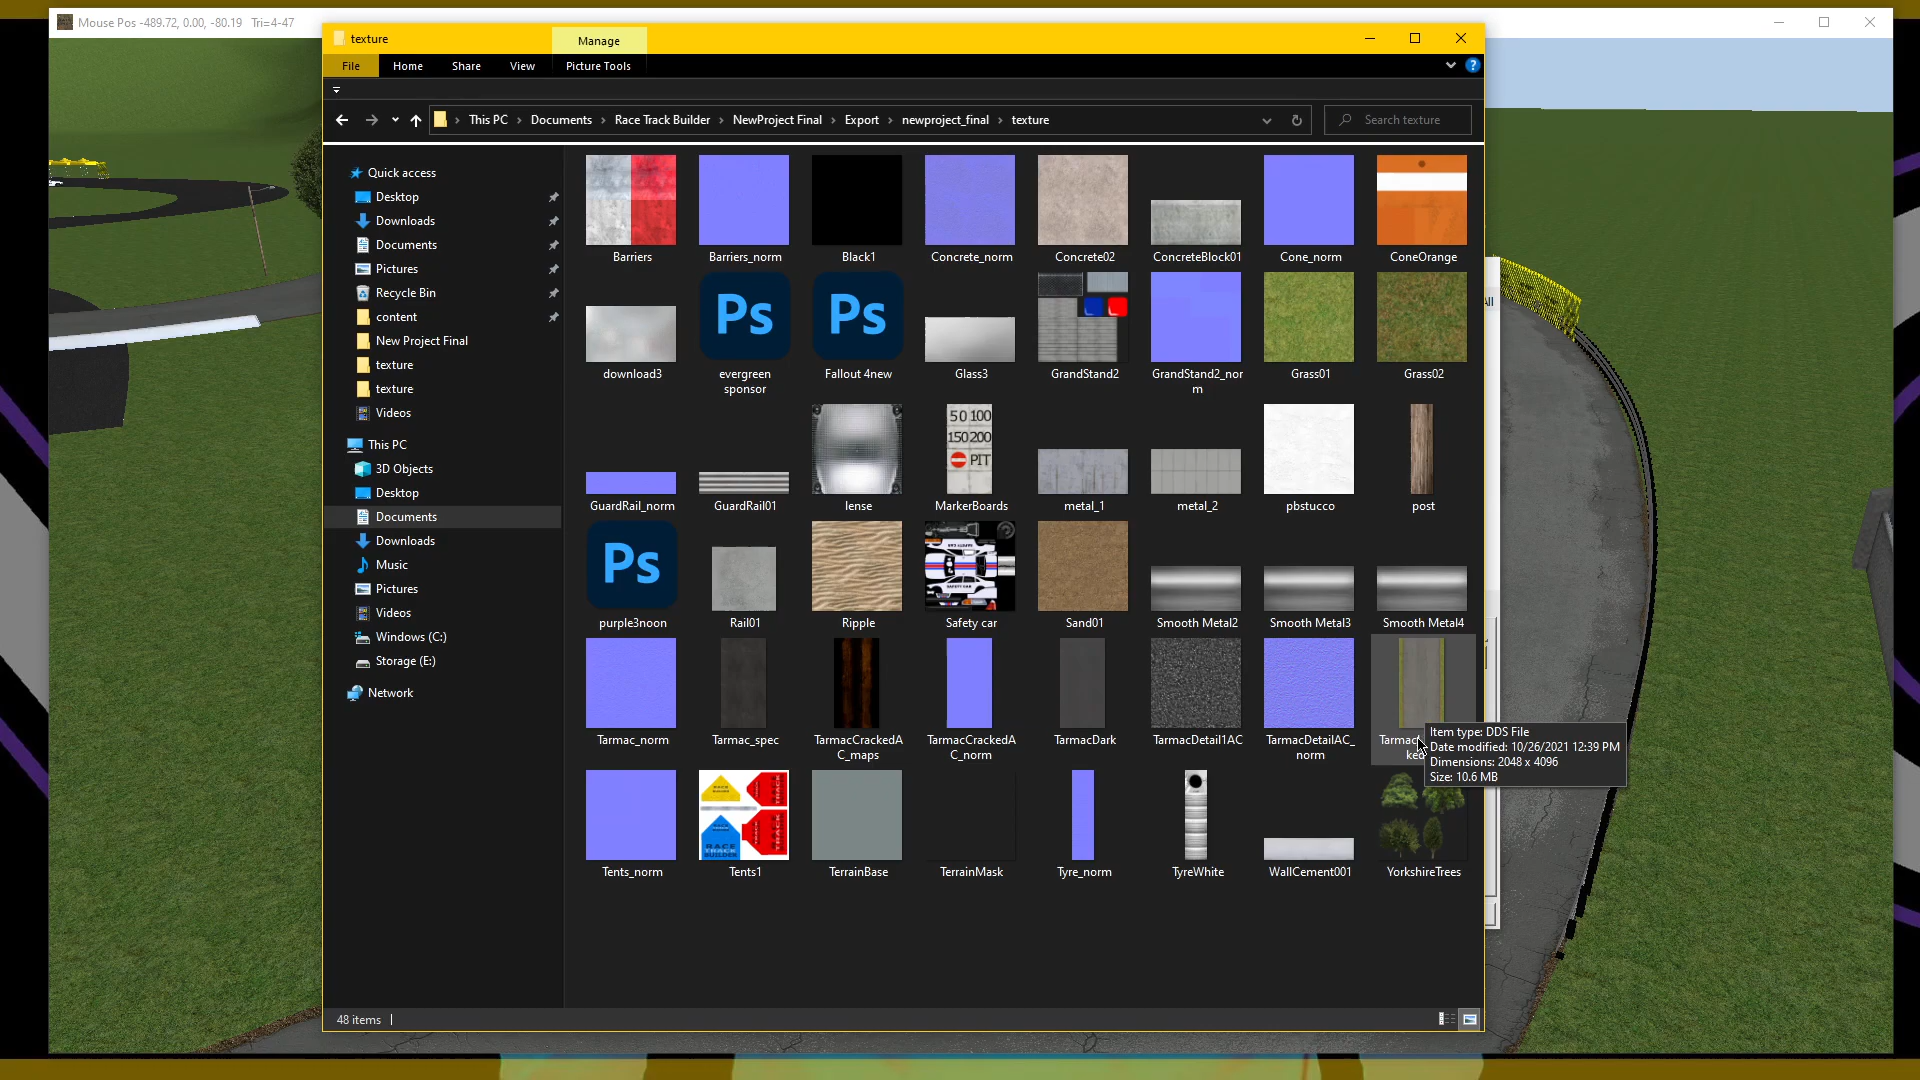 Mouse Pos -489.72, 0.00, -80.19 Tri=4-47
texture
Manage
File
Home
Share
View
Picture Tools
This PC > Documents > Race Track Builder > NewProject Final > Export > newproject_final > texture
Search texture
Quick access
Desktop
Downloads
Documents
Pictures
Recycle Bin
content
New Project Final
texture
texture
Videos
This PC
3D Objects
Desktop
Documents
Downloads
Music
Pictures
Videos
Windows (C:)
Storage (E:)
Network
Barriers
Barriers_norm
Black1
Concrete_norm
Concrete02
ConcreteBlock01
Cone_norm
ConeOrange
Ps
Ps
download3
evergreen
sponsor
Fallout 4new
Glass3
GrandStand2
GrandStand2_nor
m
Grass01
Grass02
50 100
150200
PIT
GuardRail_norm
GuardRail01
lense
MarkerBoards
metal_1
metal_2
pbstucco
post
Ps
purple3noon
Rail01
Ripple
Safety car
Sand01
Smooth Metal2
Smooth Metal3
Smooth Metal4
Tarmac_norm
Tarmac_spec
TarmacCrackedA
C_maps
TarmacCrackedA
C_norm
TarmacDark
TarmacDetail1AC
TarmacDetailAC_
norm
Tarmac
ked
Item type: DDS File
Date modified: 10/26/2021 12:39 PM
Dimensions: 2048 x 4096
Size: 10.6 MB
RACE
TRACK
BUILDER
Tents_norm
Tents1
TerrainBase
TerrainMask
Tyre_norm
TyreWhite
WallCement001
YorkshireTrees
48 items